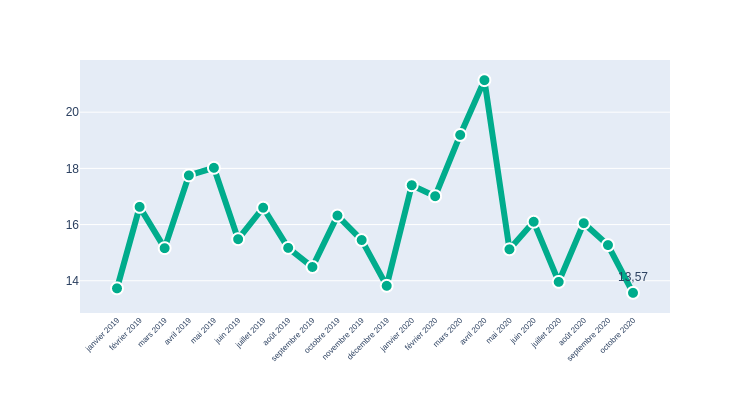 20
18
16
14
13,57
janvier 2019
février 2019
mars 2019
avril 2019
mai 2019
juin 2019
juillet 2019
août 2019
septembre 2019
octobre 2019
novembre 2019
décembre 2019
janvier 2020
février 2020
mars 2020
avril 2020
mai 2020
juin 2020
juillet 2020
août 2020
septembre 2020
octobre 2020